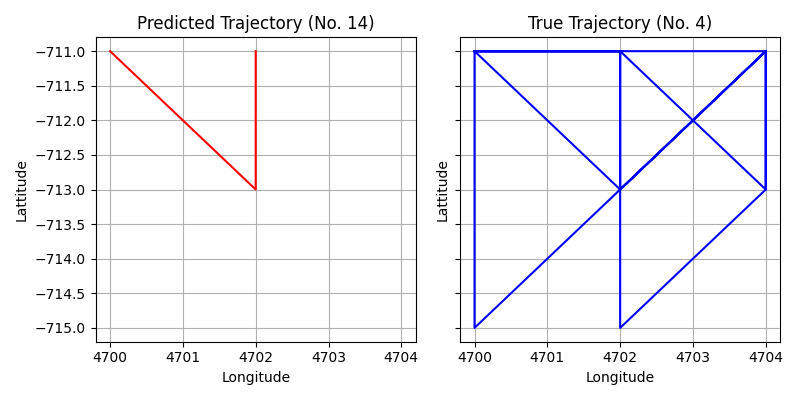 Predicted Trajectory (No. 14)
True Trajectory (No. 4)
Lattitude
−711.0
−711.5
−712.0
−712.5
−713.0
−713.5
−714.0
−714.5
−715.0
4700 4701 4702 4703 4704
Longitude
Lattitude
4700 4701 4702 4703 4704
Longitude